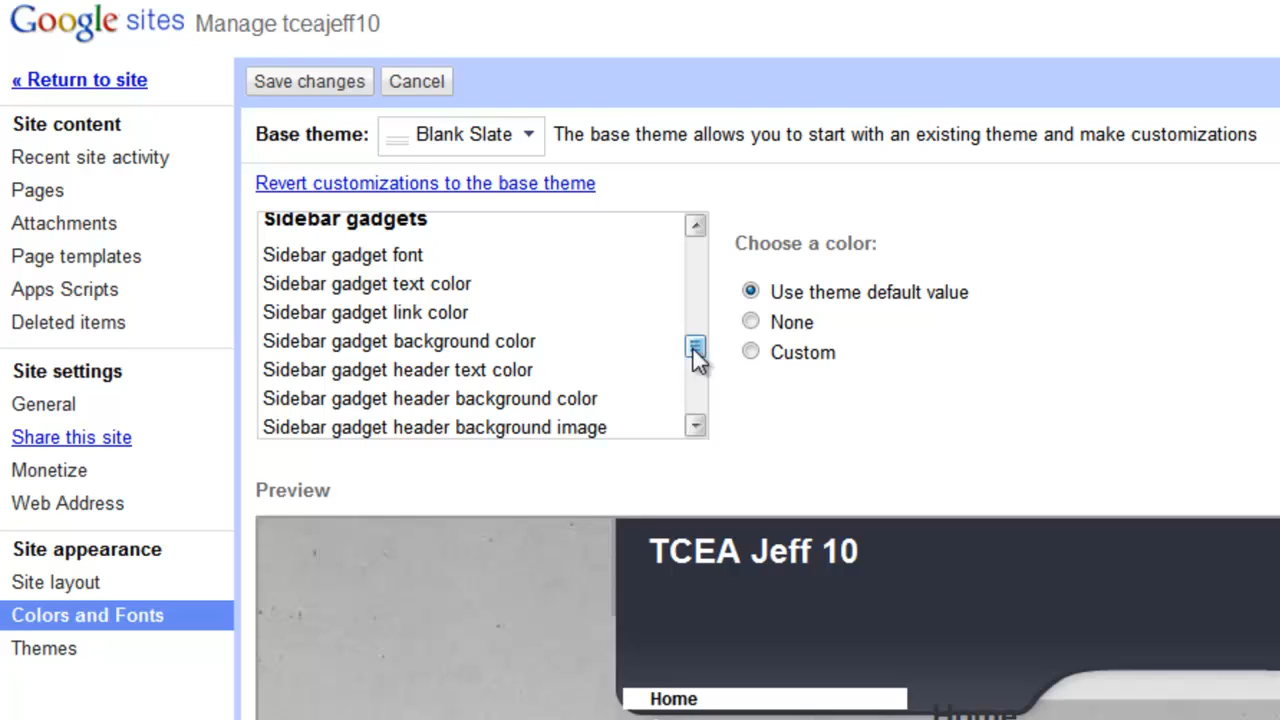 Google sites Manage tceajeff10
« Return to site
Site content
Recent site activity
Pages
Attachments
Page templates
Apps Scripts
Deleted items
Site settings
General
Share this site
Monetize
Web Address
Site appearance
Site layout
Colors and Fonts
Themes
Save changes Cancel
Base theme: Blank Slate The base theme allows you to start with an existing theme and make customizations
Revert customizations to the base theme
Sidebar gadgets
Sidebar gadget font
Sidebar gadget text color
Sidebar gadget link color
Sidebar gadget background color
Sidebar gadget header text color
Sidebar gadget header background color
Sidebar gadget header background image
Choose a color:
Use theme default value
None
Custom
Preview
TCEA Jeff 10
Home
Home